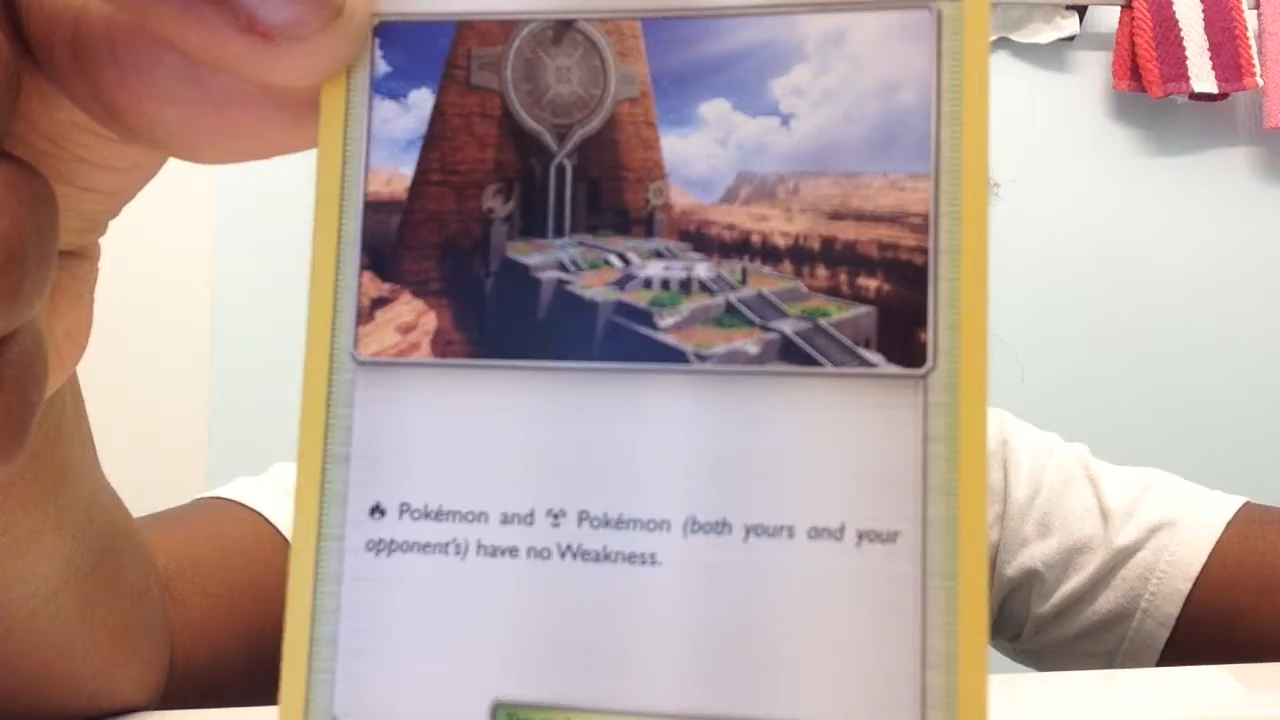 Pokémon and Pokémon (both yours and your
opponent's) have no Weakness.